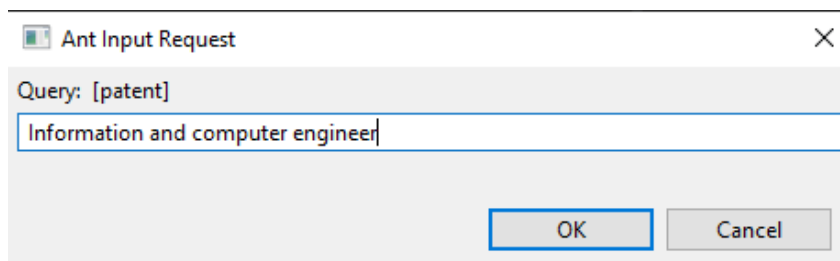 Ant Input Request
Query: [patent]
Information and computer engineer
OK Cancel